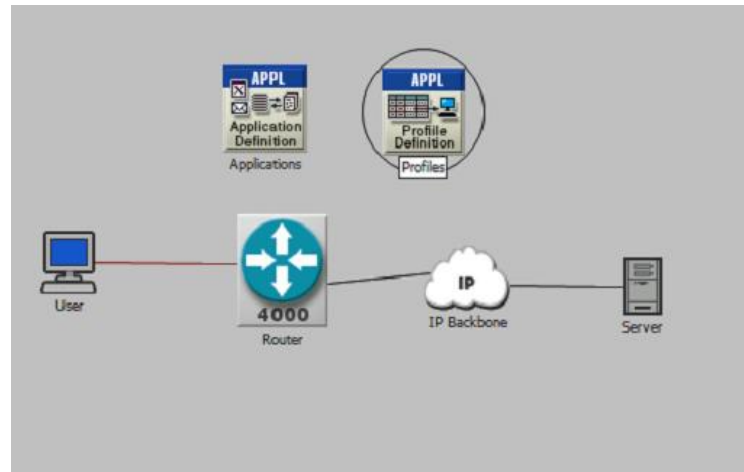 APPL
Application
Definition
Applications
APPL
Profile
Definition
Profiles
User
4000
Router
IP
IP Backbone
Server